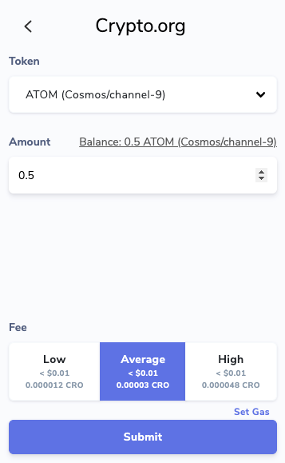 Crypto.org
Token
ATOM (Cosmos/channel-9)
Amount Balance: 0.5 ATOM (Cosmos/channel-9)
0.5
Fee
Low Average High
< $0.01 < $0.01 < $0.01
0.000012 CRO 0.00003 CRO 0.000048 CRO
Set Gas
Submit